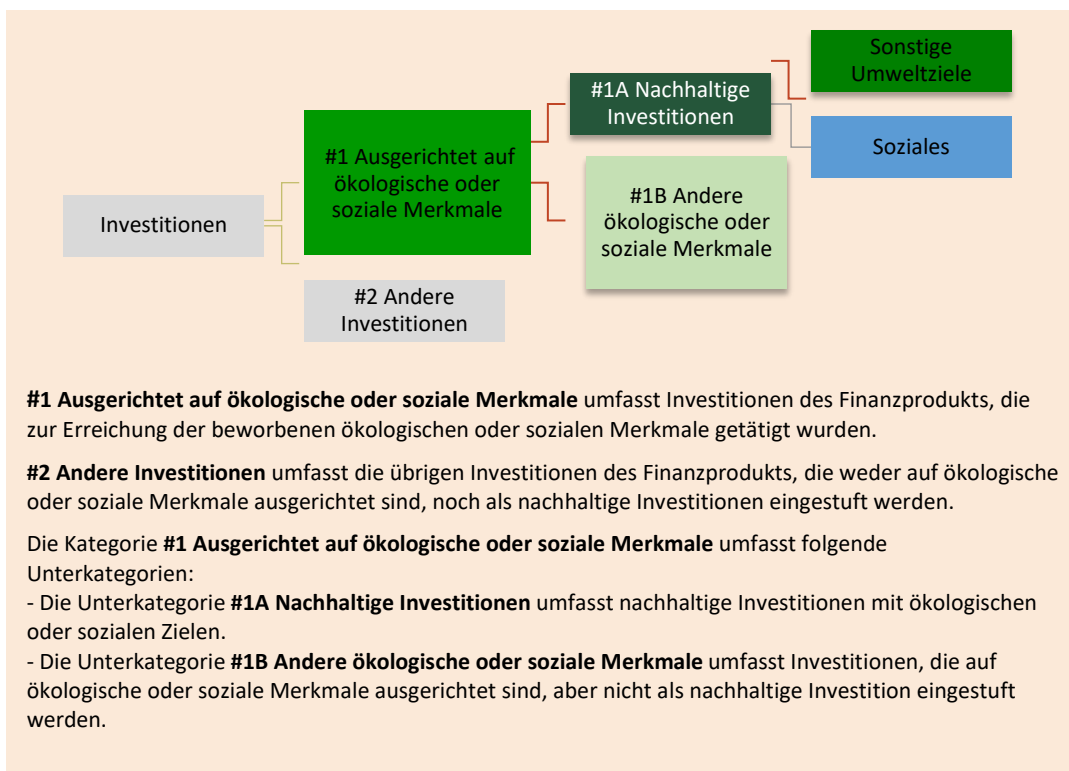 Sonstige
Umweltziele
#1A Nachhaltige
Investitionen
Soziales
#1 Ausgerichtet auf
ökologische oder
soziale Merkmale
#1B Andere
ökologische oder
soziale Merkmale
Investitionen
#2 Andere
Investitionen
#1 Ausgerichtet auf ökologische oder soziale Merkmale umfasst Investitionen des Finanzprodukts, die
zur Erreichung der beworbenen ökologischen oder sozialen Merkmale getätigt wurden.
#2 Andere Investitionen umfasst die übrigen Investitionen des Finanzprodukts, die weder auf ökologische
oder soziale Merkmale ausgerichtet sind, noch als nachhaltige Investitionen eingestuft werden.
Die Kategorie #1 Ausgerichtet auf ökologische oder soziale Merkmale umfasst folgende
Unterkategorien:
- Die Unterkategorie #1A Nachhaltige Investitionen umfasst nachhaltige Investitionen mit ökologischen
oder sozialen Zielen.
- Die Unterkategorie #1B Andere ökologische oder soziale Merkmale umfasst Investitionen, die auf
ökologische oder soziale Merkmale ausgerichtet sind, aber nicht als nachhaltige Investition eingestuft
werden.